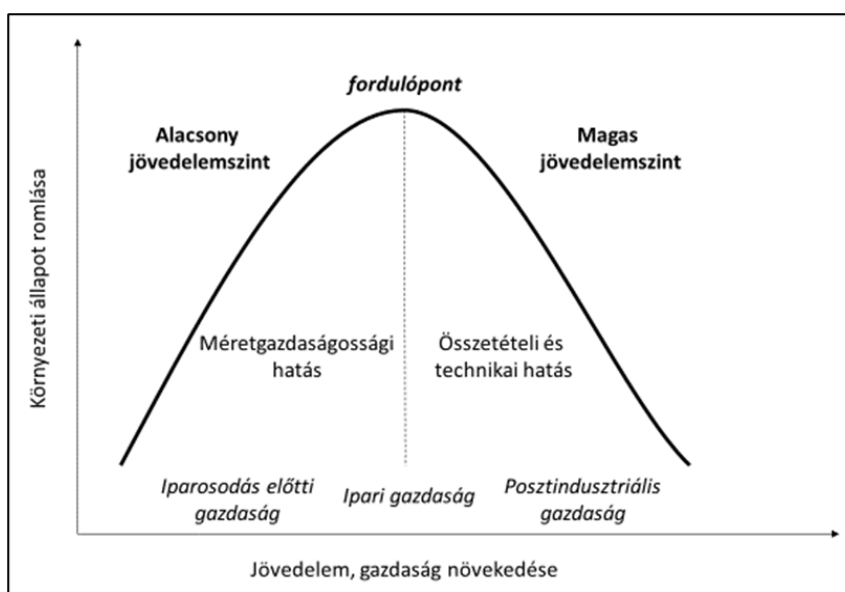 fordulópont
Alacsony
jövedelemszint
Magas
jövedelemszint
Környezeti állapot romlása
Méretgazdaságossági
hatás
Összetételi és
technikai hatás
Iparosodás előtti
gazdaság
Ipari gazdaság
Posztindusztriális
gazdaság
Jövedelem, gazdaság növekedése